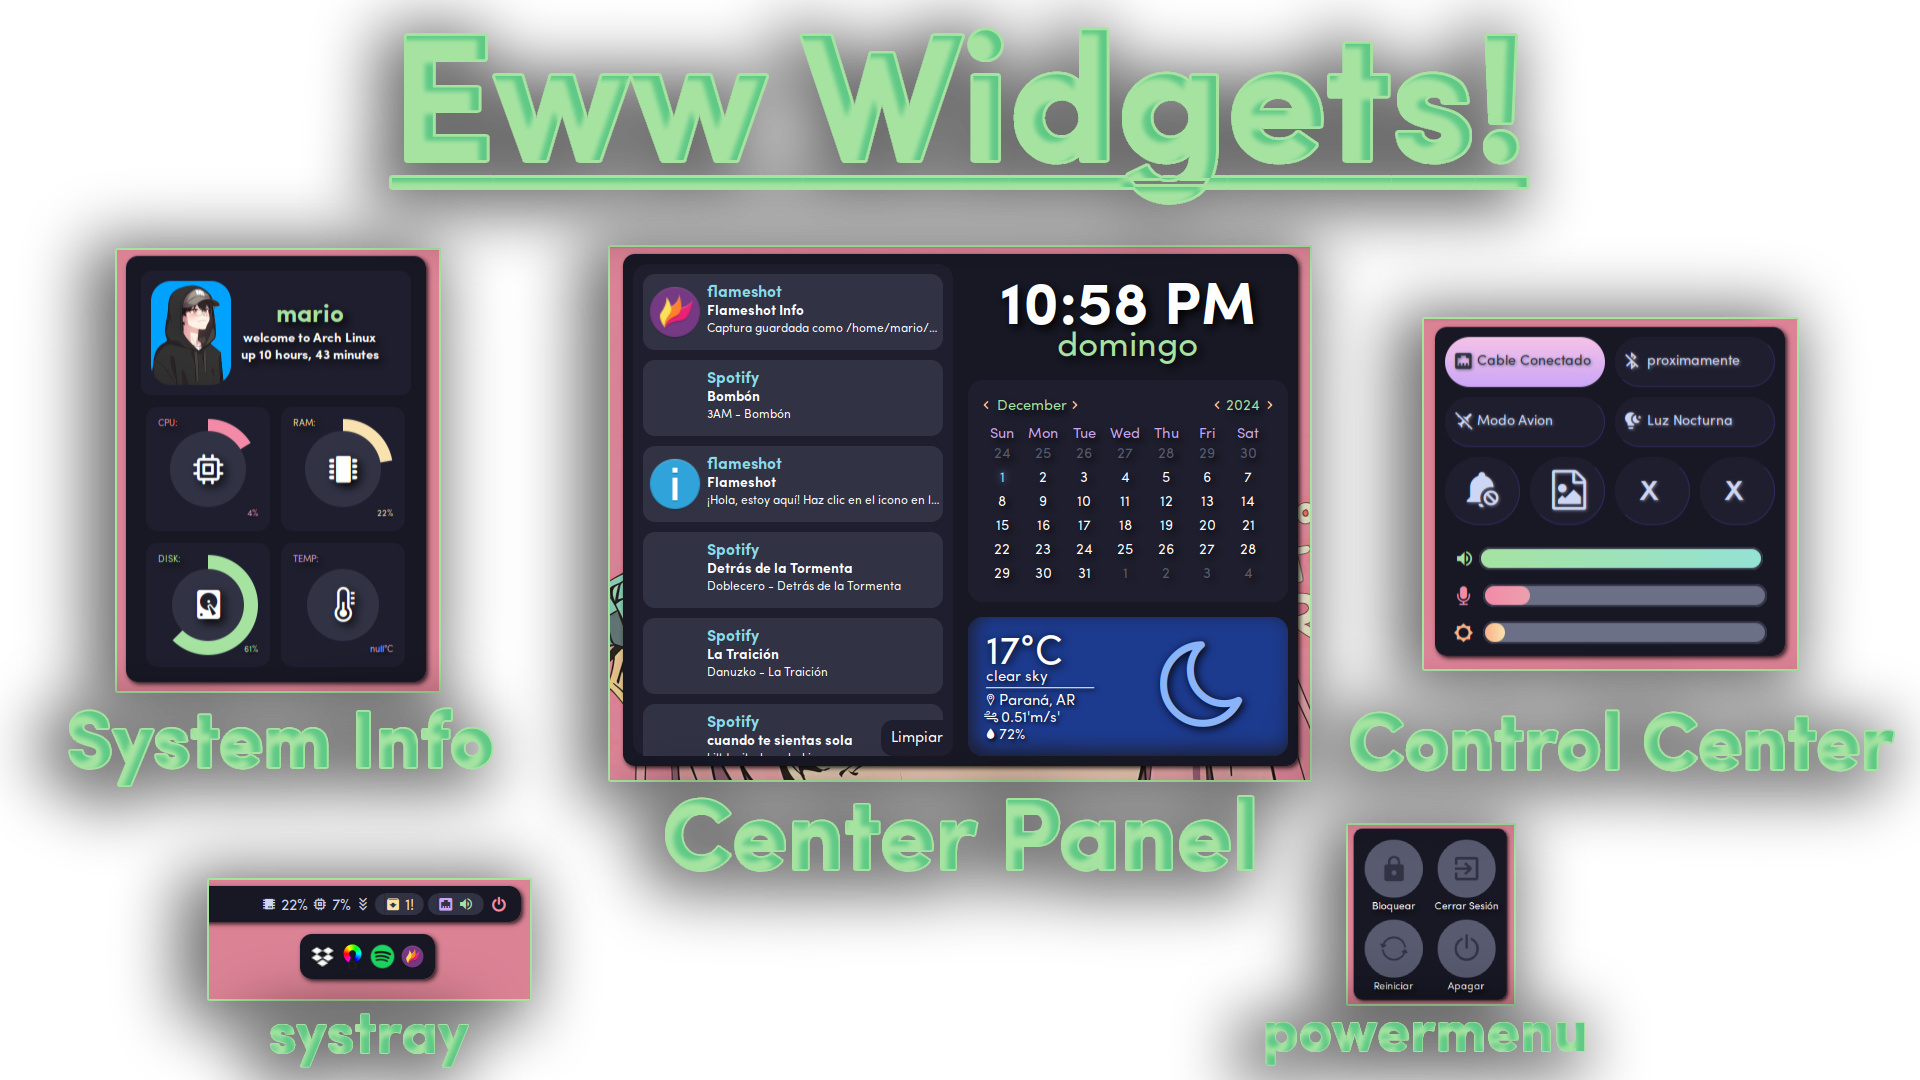 Eww Widgets!
mario
welcome to Arch Linux
up 10 hours, 43 minutes
CPU:
4%
RAM:
22%
DISK:
61%
TEMP:
null°C
System Info
flameshot
Flameshot Info
Captura guardada como /home/mario/...
Spotify
Bombón
3AM - Bombón
flameshot
Flameshot
¡Hola, estoy aquí! Haz clic en el icono en l...
Spotify
Detrás de la Tormenta
Doblecero - Detrás de la Tormenta
Spotify
La Traición
Danuzko - La Traición
Spotify
cuando te sientas sola
Limpiar
10:58 PM
domingo
< December > < 2024 >
Sun Mon Tue Wed Thu Fri Sat
24 25 26 27 28 29 30
1 2 3 4 5 6 7
8 9 10 11 12 13 14
15 16 17 18 19 20 21
22 23 24 25 26 27 28
29 30 31 1 2 3 4
17°C
clear sky
Paraná, AR
0.51'm/s'
72%
Center Panel
Cable Conectado
proximamente
Modo Avion
Luz Nocturna
X X
Control Center
22% 7% 1!
systray
Bloquear
Cerrar Sesión
Reiniciar
Apagar
powermenu